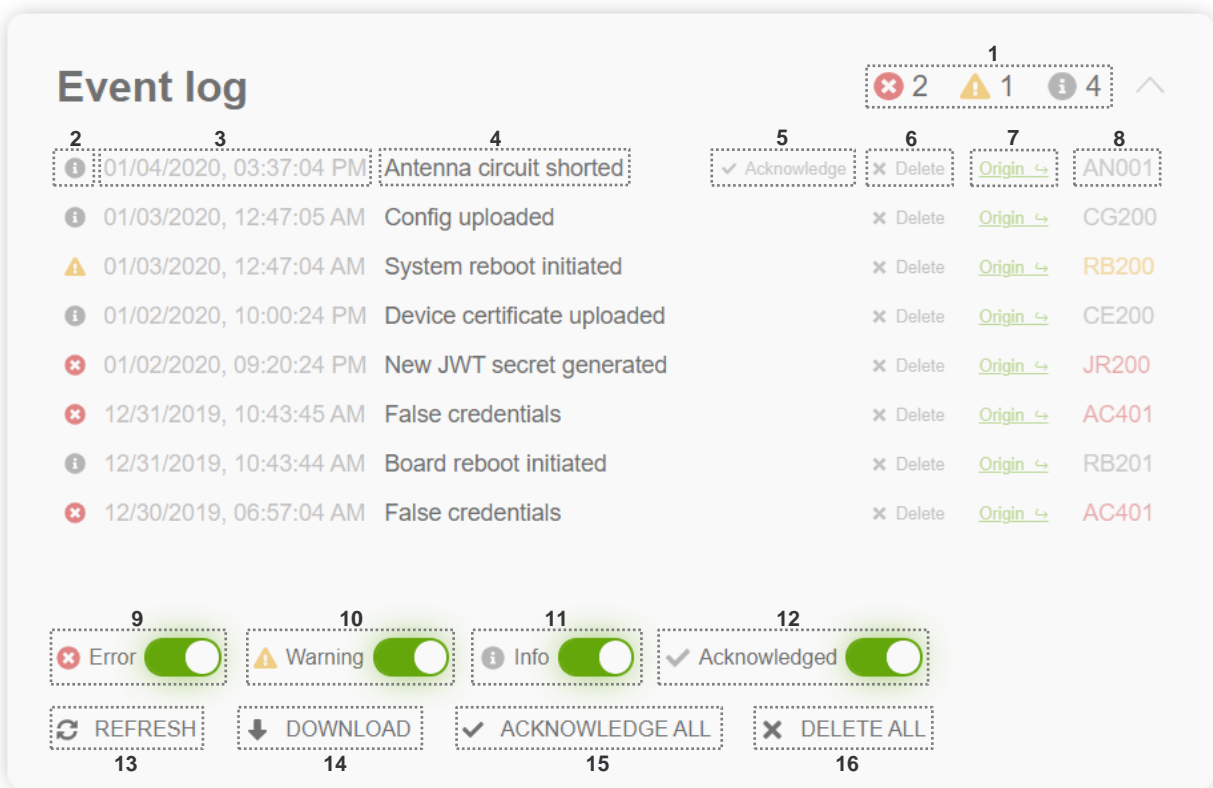 1
Event log 2 1 4
2 3 4 5 6 7 8
01/04/2020, 03:37:04 PM Antenna circuit shorted Acknowledge Delete Origin AN001
01/03/2020, 12:47:05 AM Config uploaded Delete Origin CG200
01/03/2020, 12:47:04 AM System reboot initiated Delete Origin RB200
01/02/2020, 10:00:24 PM Device certificate uploaded Delete Origin CE200
01/02/2020, 09:20:24 PM New JWT secret generated Delete Origin JR200
12/31/2019, 10:43:45 AM False credentials Delete Origin AC401
12/31/2019, 10:43:44 AM Board reboot initiated Delete Origin RB201
12/30/2019, 06:57:04 AM False credentials Delete Origin AC401
9 10 11 12
Error Warning Info Acknowledged
REFRESH DOWNLOAD ACKNOWLEDGE ALL DELETE ALL
13 14 15 16